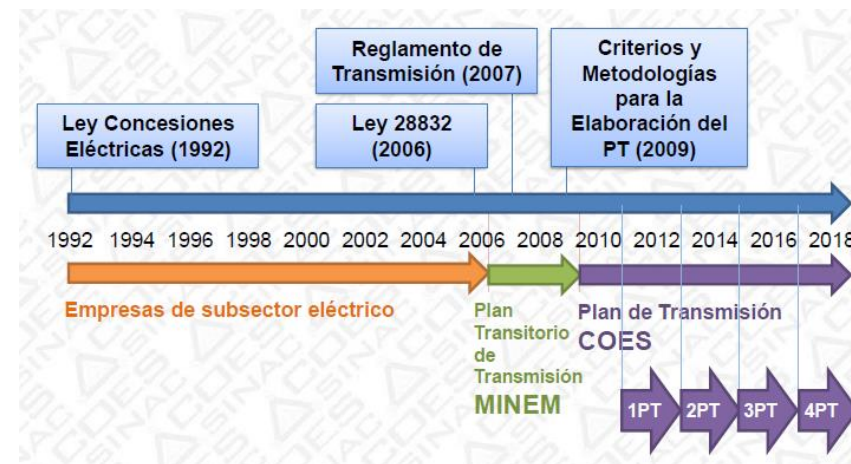 Reglamento de
Transmisión (2007)
Criterios y
Metodologías
para la
Elaboración del
PT (2009)
Ley Concesiones
Eléctricas (1992)
Ley 28832
(2006)
1992 1994 1996 1998 2000 2002 2004 2006 2008 2010 2012 2014 2016 2018
Empresas de subsector eléctrico
Plan
Transitorio
de
Transmisión
MINEM
Plan de Transmisión
COES
1PT 2PT 3PT 4PT